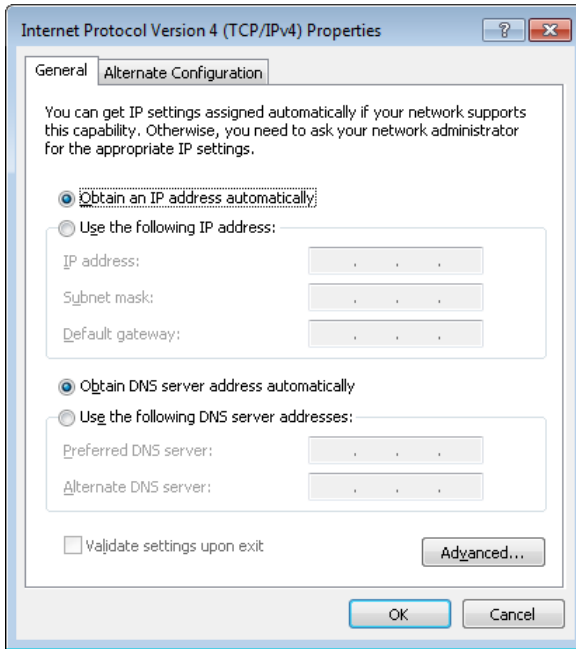 Internet Protocol Version 4 (TCP/IPv4) Properties
General
Alternate Configuration
You can get IP settings assigned automatically if your network supports
this capability. Otherwise, you need to ask your network administrator
for the appropriate IP settings.
Obtain an IP address automatically
Use the following IP address:
IP address:
Subnet mask:
Default gateway:
Obtain DNS server address automatically
Use the following DNS server addresses:
Preferred DNS server:
Alternate DNS server:
Validate settings upon exit
Advanced...
OK
Cancel